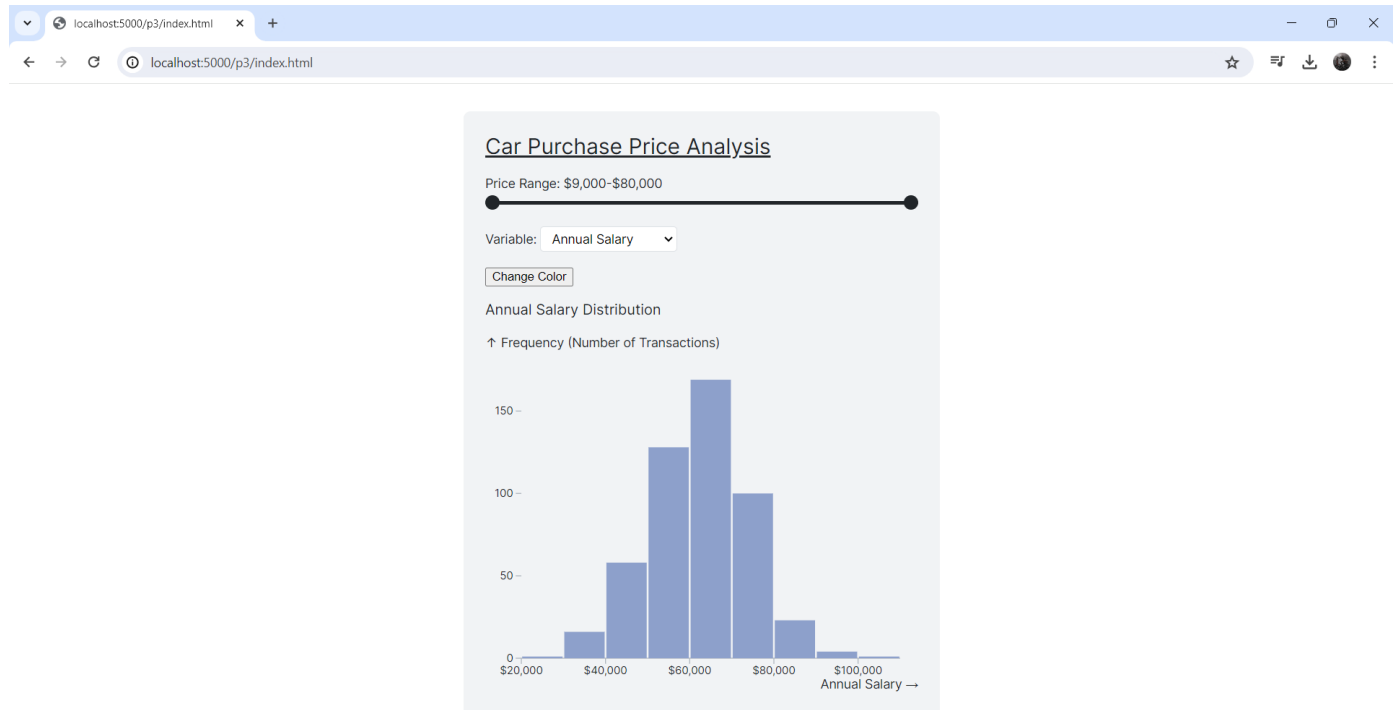 localhost:5000/p3/index.html
localhost:5000/p3/index.html
Car Purchase Price Analysis
Price Range: $9,000-$80,000
Variable: Annual Salary
Change Color
Annual Salary Distribution
↑ Frequency (Number of Transactions)
150
100
50
0
$20,000 $40,000 $60,000 $80,000 $100,000
Annual Salary →